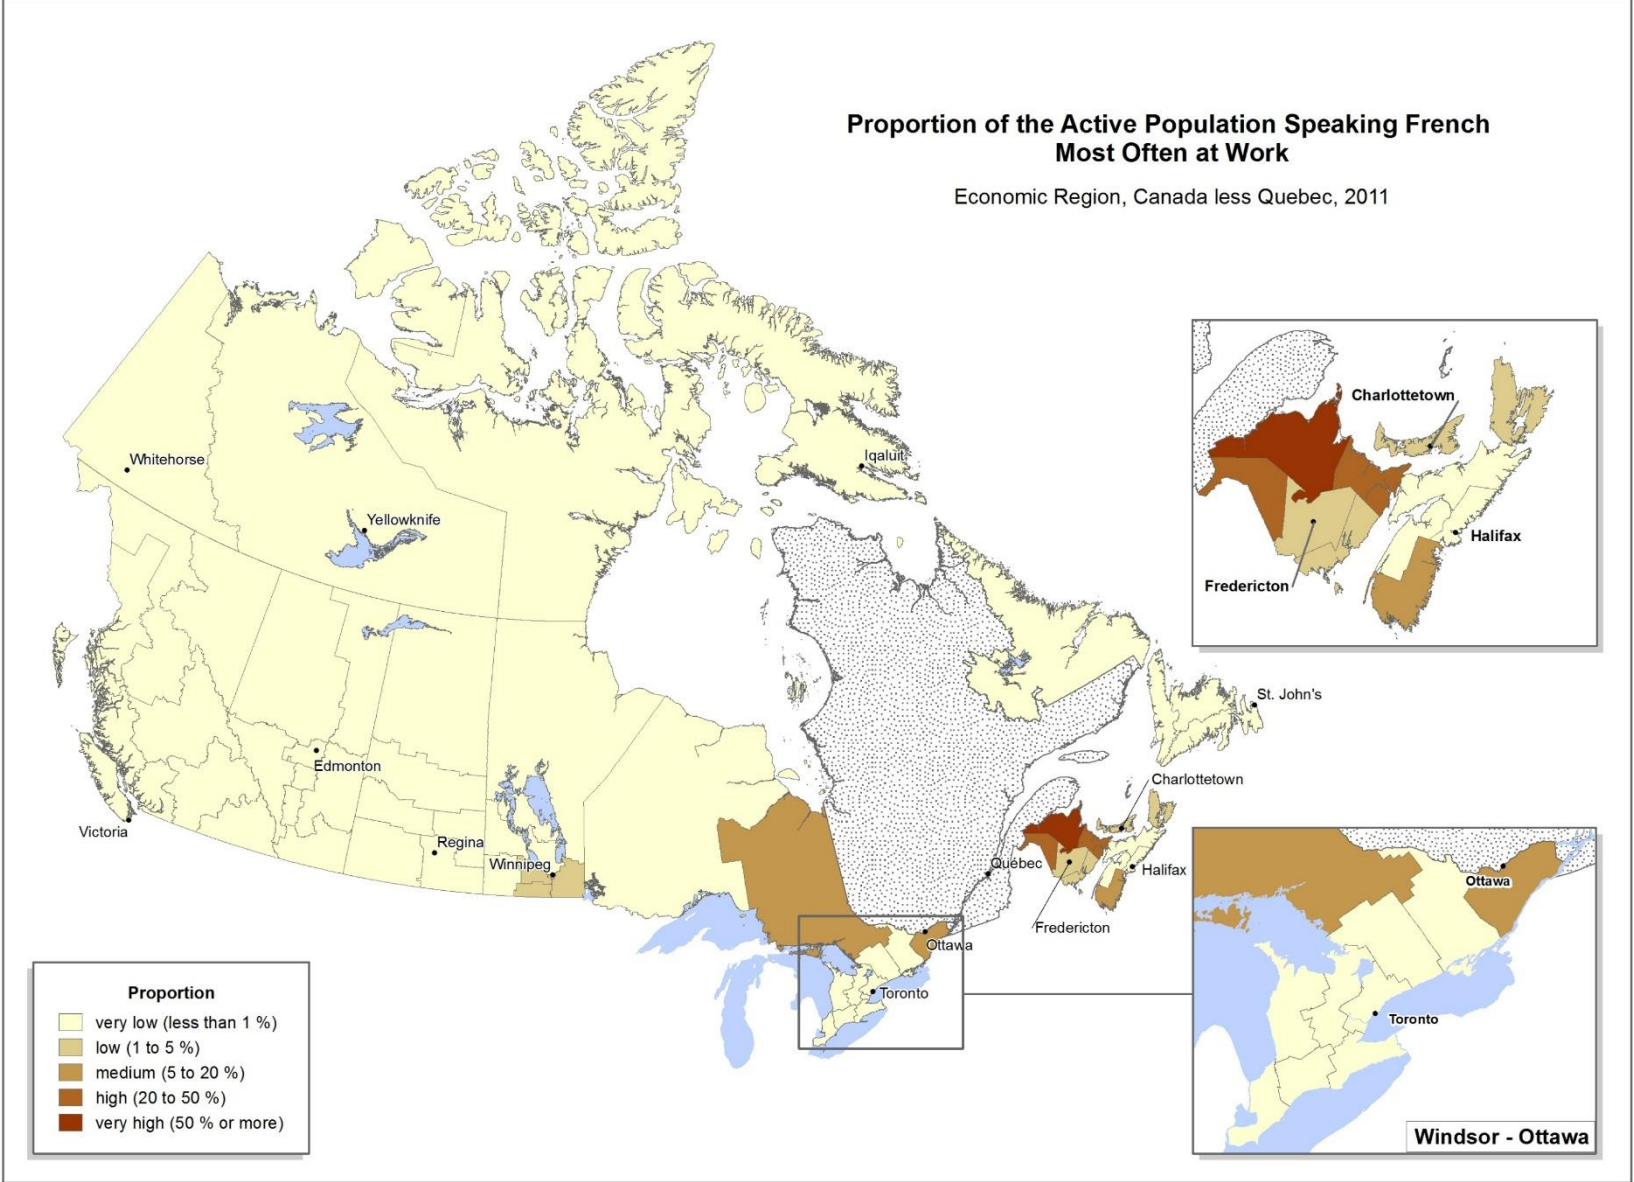 Proportion of the Active Population Speaking French
Most Often at Work
Economic Region, Canada less Quebec, 2011
Whitehorse
Iqaluit
Yellowknife
Charlottetown
Halifax
Fredericton
St. John's
Edmonton
Charlottetown
Victoria
Regina
Winnipeg
Québec
Halifax
Fredericton
Ottawa
Toronto
Ottawa
Toronto
Windsor - Ottawa
Proportion
very low (less than 1 %)
low (1 to 5 %)
medium (5 to 20 %)
high (20 to 50 %)
very high (50 % or more)